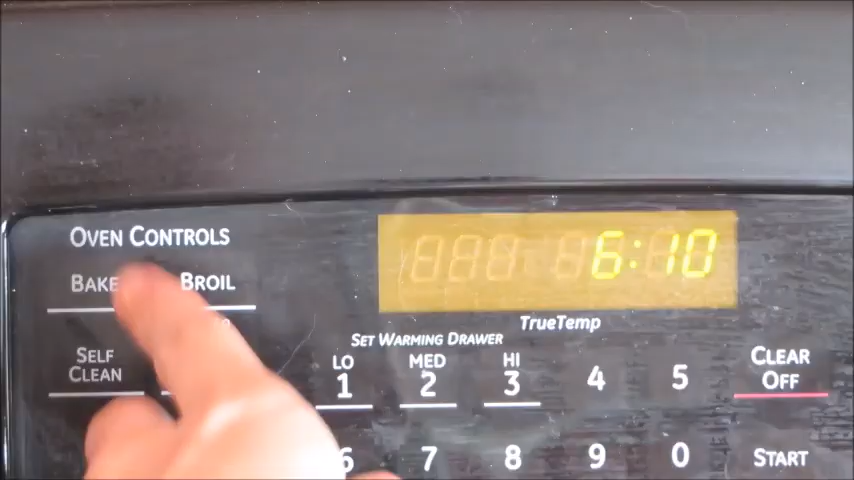 OVEN CONTROLS
BAKE BROIL
6:10
TrueTemp
SET WARMING DRAWER
SELF CLEAN
LO MED HI
1 2 3 4 5
CLEAR OFF
6 7 8 9 0
START